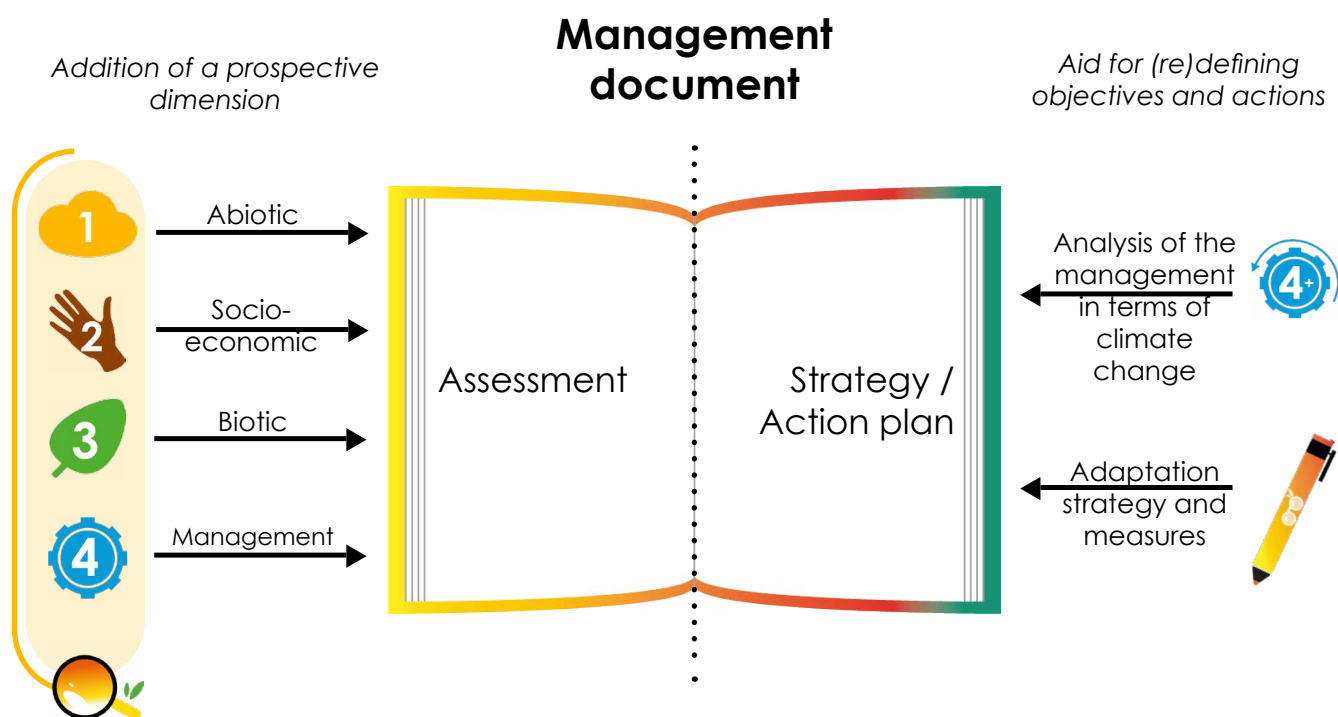 Management
document
Addition of a prospective
dimension
Aid for (re)defining
objectives and actions
1
Abiotic
2
Socio-
economic
3
Biotic
4
Management
Assessment
Strategy /
Action plan
Analysis of the
management
in terms of
climate
change
4+
Adaptation
strategy and
measures